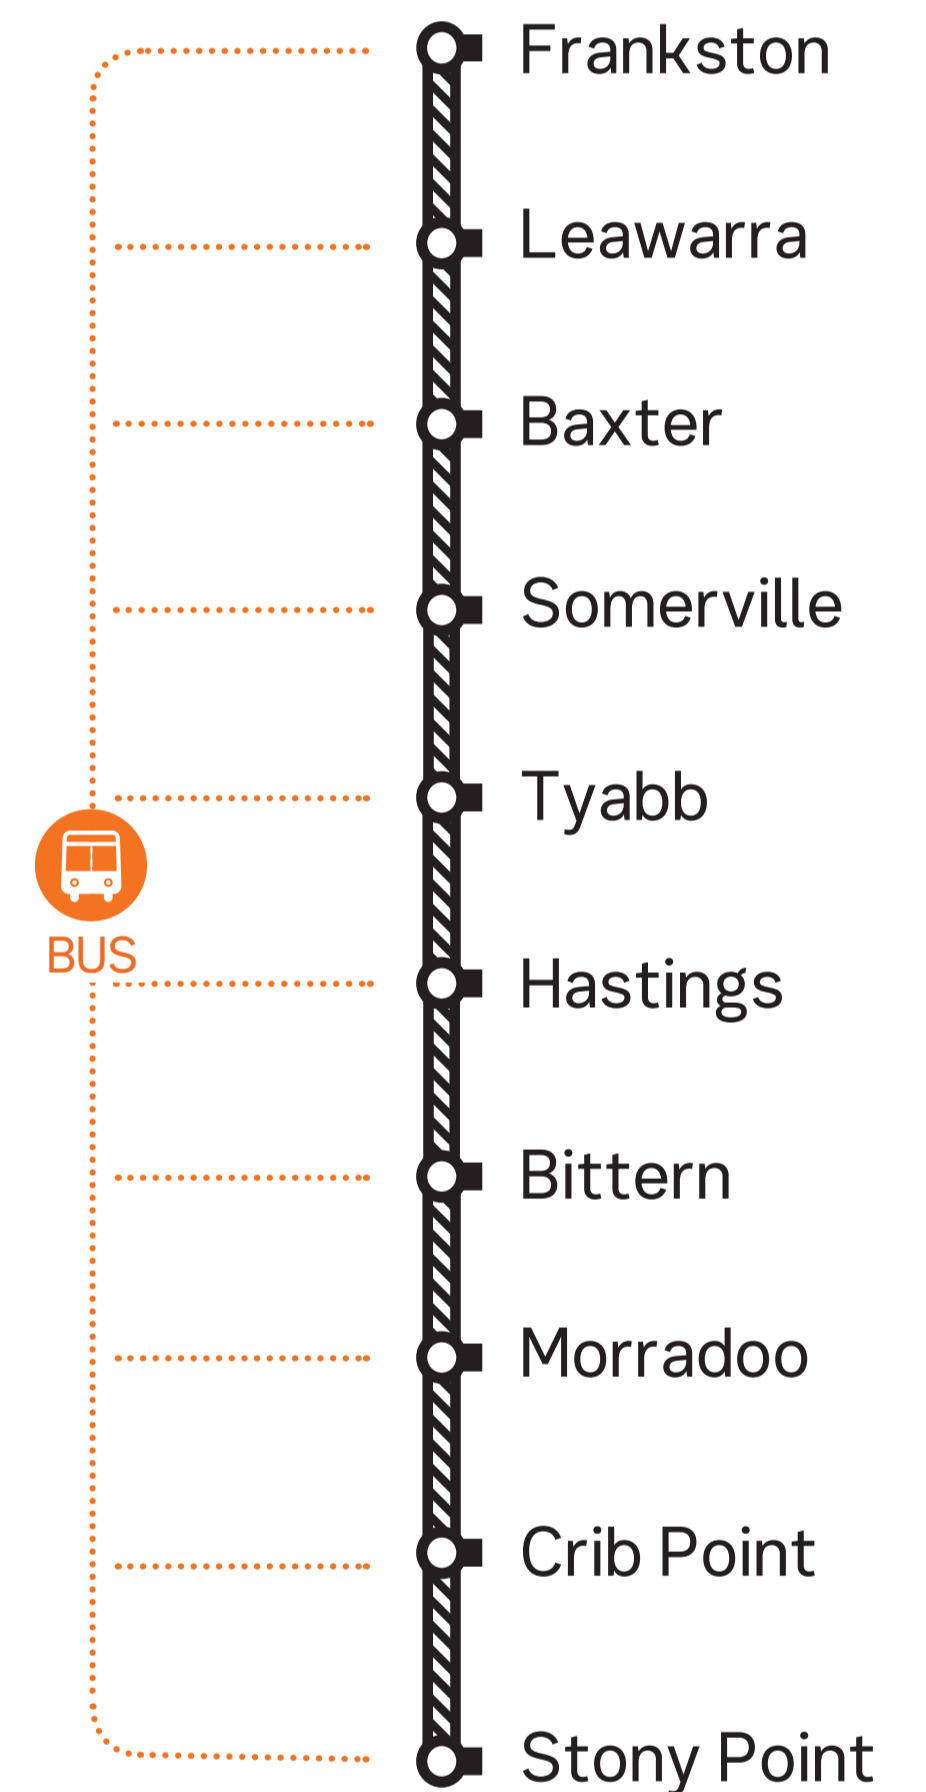 Frankston
Leawarra
Baxter
Somerville
Tyabb
BUS
Hastings
Bittern
Morradoo
Crib Point
Stony Point